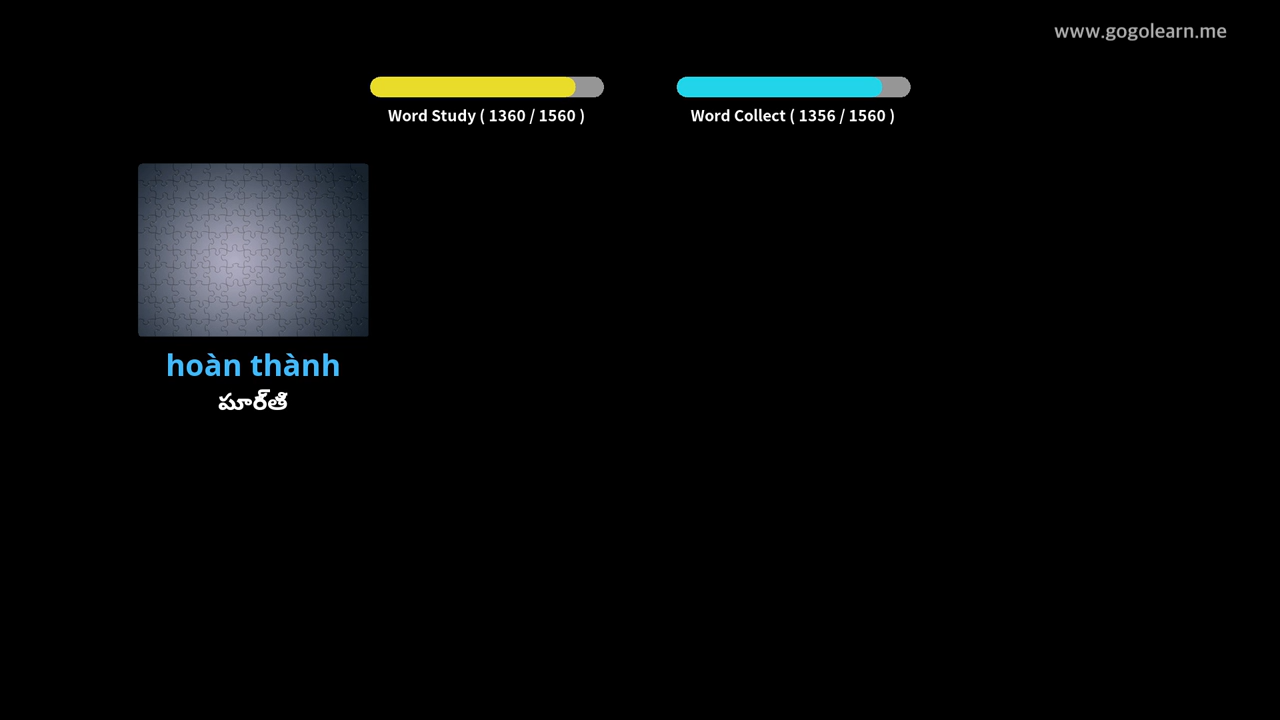 www.gogolearn.me
Word Study ( 1360 / 1560 )
Word Collect ( 1356 / 1560 )
hoàn thành
పూర్తి